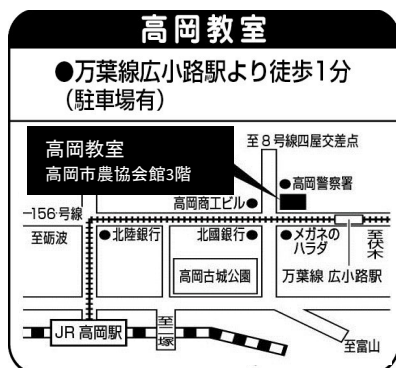 高岡教室
●万葉線広小路駅より徒歩1分
（駐車場有）
高岡教室
高岡市農協会館3階
至8号線四屋交差点
●高岡警察署
高岡商工ビル●
156号線
至砺波
●北陸銀行
北國銀行●
●メガネの
ハラダ
至伏木
高岡古城公園
万葉線 広小路駅
JR 高岡駅
至二塚
至富山